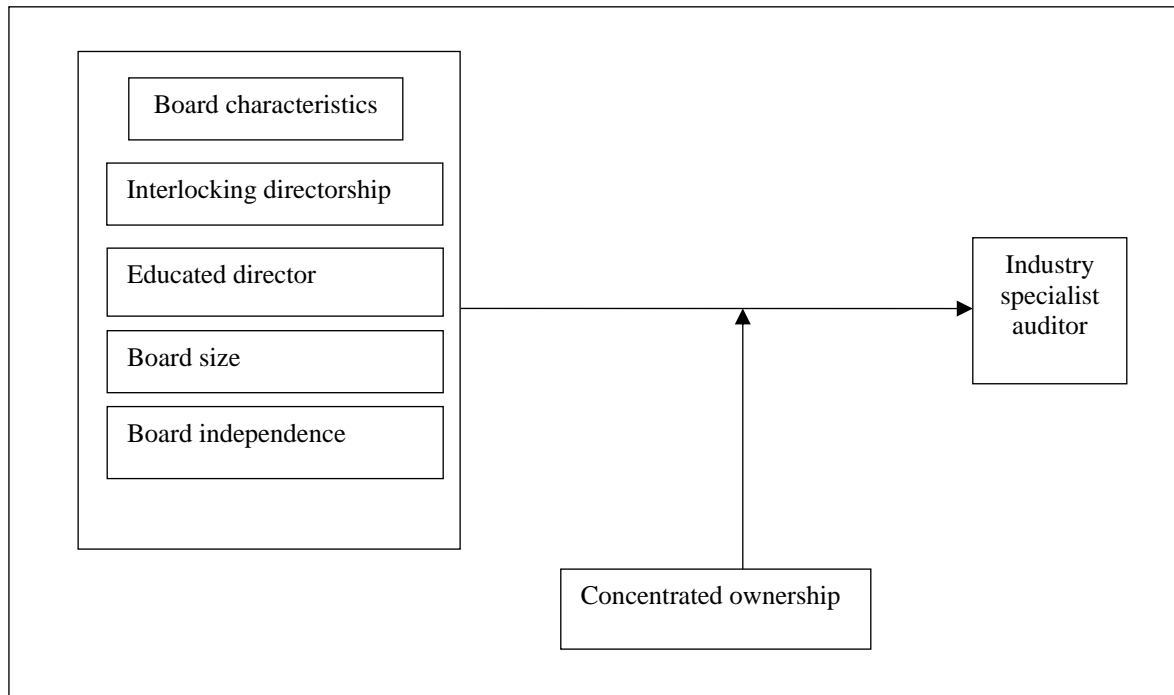 Board characteristics
Interlocking directorship
Educated director
Board size
Board independence
Industry
specialist
auditor
Concentrated ownership